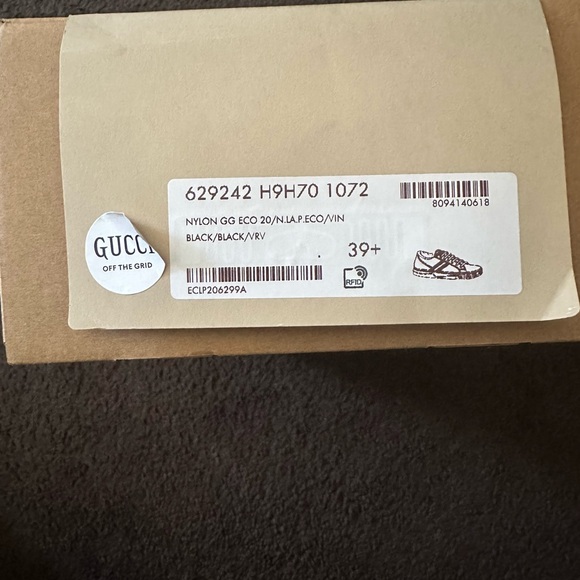 629242 H9H70 1072
8094140618
NYLON GG ECO 20/N.IA.P.ECO/VIN
BLACK/BLACK/VRV
39+
RFID
ECLP206299A
GUCCI
OFF THE GRID